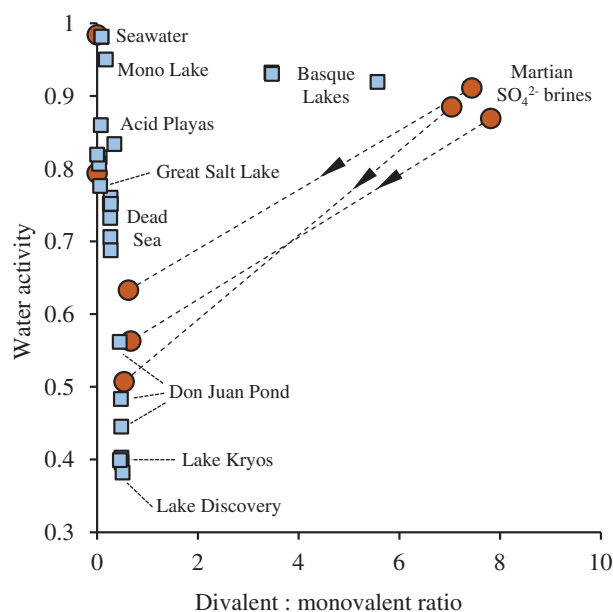 1
0.9
0.8
0.7
0.6
0.5
0.4
0.3
Water activity
Seawater
Mono Lake
Basque
Lakes
Martian
SO₄²⁻ brines
Acid Playas
Great Salt Lake
Dead
Sea
Don Juan Pond
Lake Kryos
Lake Discovery
0 2 4 6 8 10
Divalent : monovalent ratio